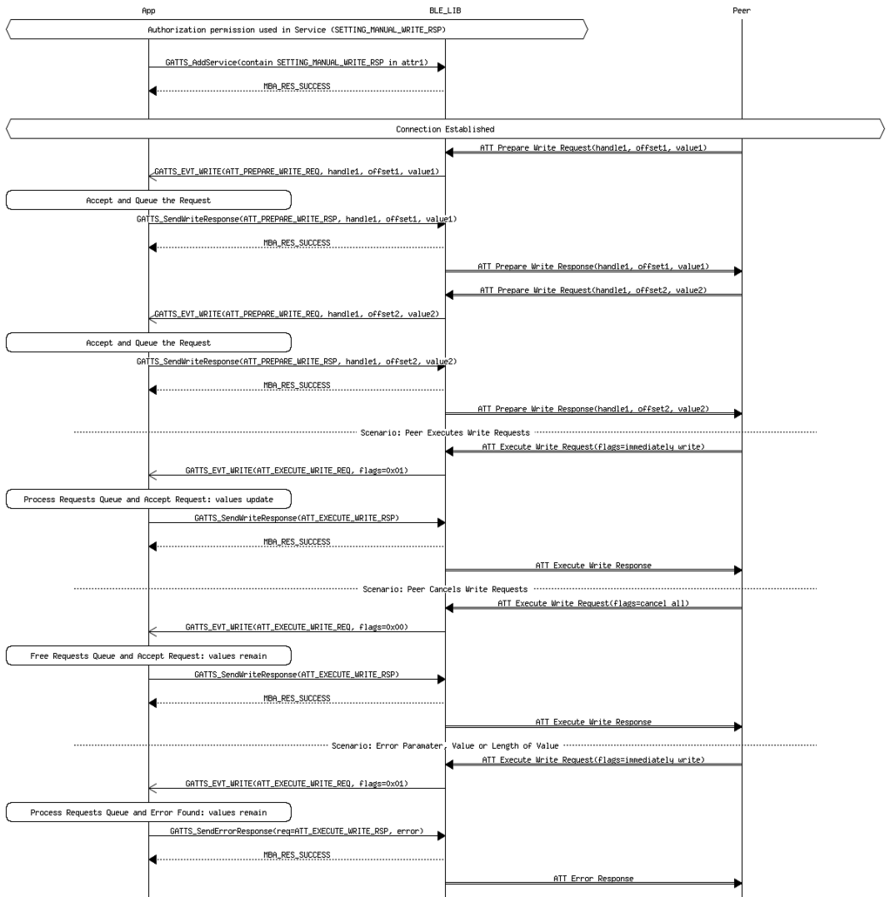 App BLE_LIB Peer
Authorization permission used in Service (SETTING_MANUAL_WRITE_RSP)
GATTS_AddService(contain SETTING_MANUAL_WRITE_RSP in attr1)
MBA_RES_SUCCESS
Connection Established
ATT Prepare Write Request(handle1, offset1, value1)
GATTS_EVT_WRITE(ATT_PREPARE_WRITE_REQ, handle1, offset1, value1)
Accept and Queue the Request
GATTS_SendWriteResponse(ATT_PREPARE_WRITE_RSP, handle1, offset1, value1)
MBA_RES_SUCCESS
ATT Prepare Write Response(handle1, offset1, value1)
ATT Prepare Write Request(handle1, offset2, value2)
GATTS_EVT_WRITE(ATT_PREPARE_WRITE_REQ, handle1, offset2, value2)
Accept and Queue the Request
GATTS_SendWriteResponse(ATT_PREPARE_WRITE_RSP, handle1, offset2, value2)
MBA_RES_SUCCESS
ATT Prepare Write Response(handle1, offset2, value2)
Scenario: Peer Executes Write Requests
ATT Execute Write Request(flags=immediately write)
GATTS_EVT_WRITE(ATT_EXECUTE_WRITE_REQ, flags=0x01)
Process Requests Queue and Accept Request: values update
GATTS_SendWriteResponse(ATT_EXECUTE_WRITE_RSP)
MBA_RES_SUCCESS
ATT Execute Write Response
Scenario: Peer Cancels Write Requests
ATT Execute Write Request(flags=cancel all)
GATTS_EVT_WRITE(ATT_EXECUTE_WRITE_REQ, flags=0x00)
Free Requests Queue and Accept Request: values remain
GATTS_SendWriteResponse(ATT_EXECUTE_WRITE_RSP)
MBA_RES_SUCCESS
ATT Execute Write Response
Scenario: Error Paramater, Value or Length of Value
ATT Execute Write Request(flags=immediately write)
GATTS_EVT_WRITE(ATT_EXECUTE_WRITE_REQ, flags=0x01)
Process Requests Queue and Error Found: values remain
GATTS_SendErrorResponse(req=ATT_EXECUTE_WRITE_RSP, error)
MBA_RES_SUCCESS
ATT Error Response